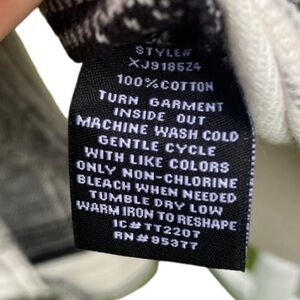 STYLE#
XJ9185Z4
100%COTTON
TURN GARMENT
INSIDE OUT
MACHINE WASH COLD
GENTLE CYCLE
WITH LIKE COLORS
ONLY NON-CHLORINE
BLEACH WHEN NEEDED
TUMBLE DRY LOW
WARM IRON TO RESHAPE
IC#TT2207
RN#95377